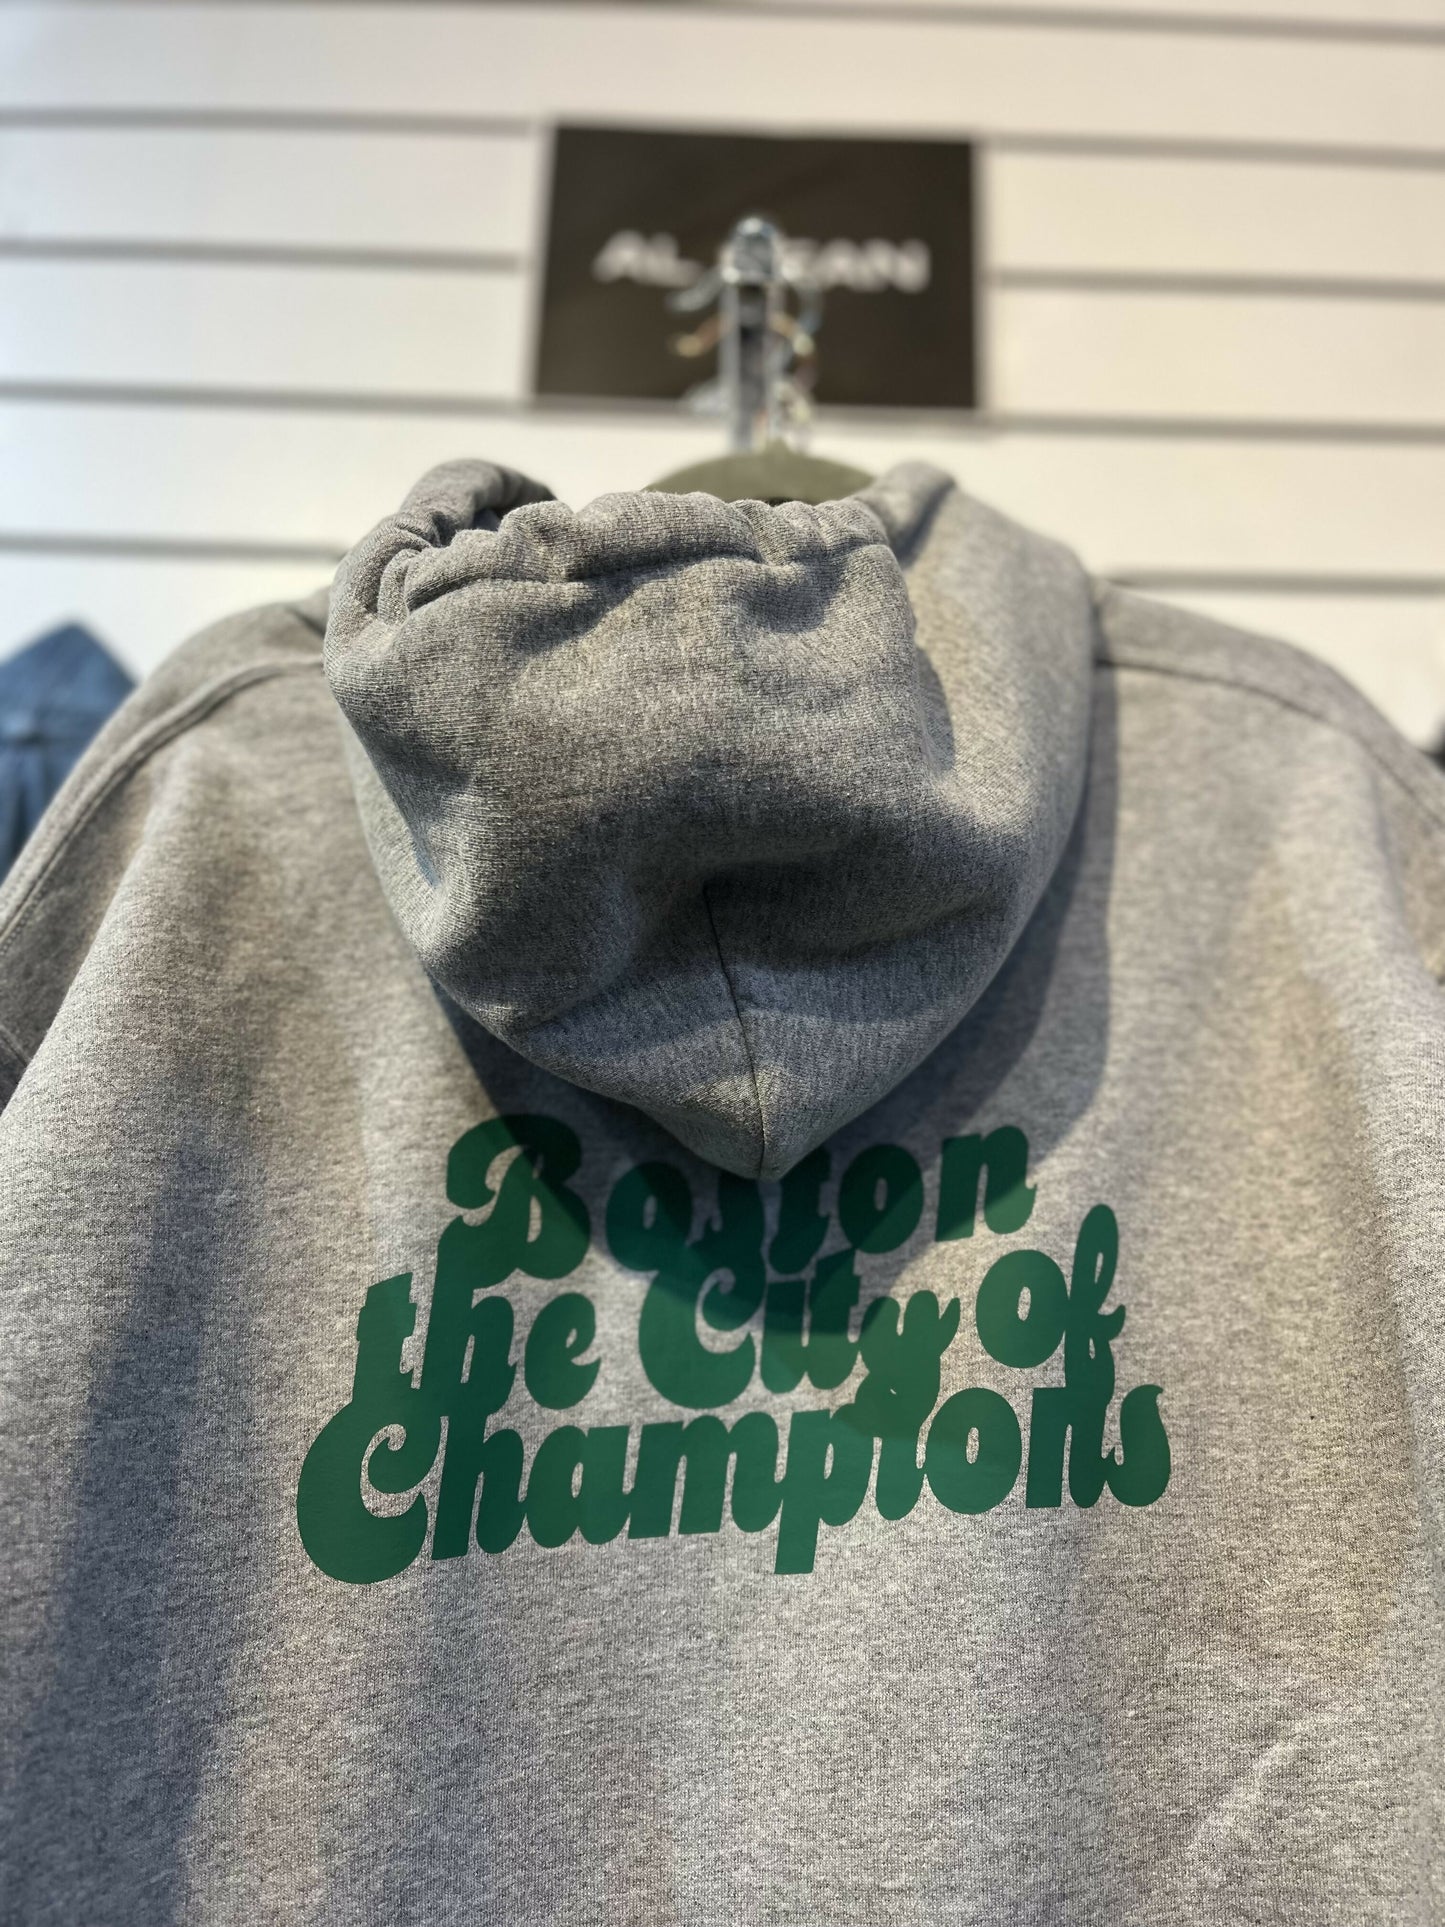 Boston
the City of
Champions